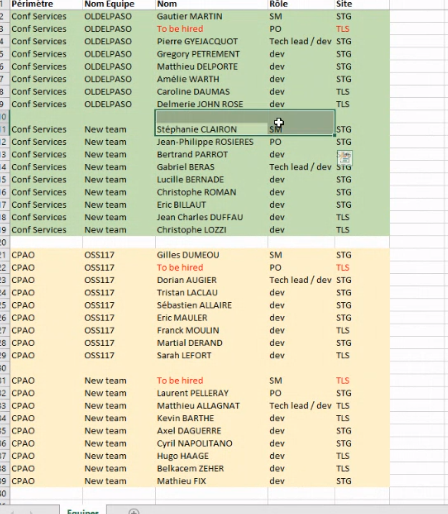 Périmètre Nom Equipe Nom Rôle Site
2 Conf Services OLDELPASO Gautier MARTIN SM STG
3 Conf Services OLDELPASO To be hired PO TLS
4 Conf Services OLDELPASO Pierre GYEJACQUOT Tech lead / dev STG
5 Conf Services OLDELPASO Gregory PETREMENT dev STG
6 Conf Services OLDELPASO Matthieu DELPORTE dev STG
7 Conf Services OLDELPASO Amélie WARTH dev STG
8 Conf Services OLDELPASO Caroline DAUMAS dev TLS
9 Conf Services OLDELPASO Delmerie JOHN ROSE dev TLS
10
11 Conf Services New team Stéphanie CLAIRON SM STG
12 Conf Services New team Jean-Philippe ROSIERES PO STG
13 Conf Services New team Bertrand PARROT dev
14 Conf Services New team Gabriel BERAS Tech lead / dev STG
15 Conf Services New team Lucille BERNADE dev STG
16 Conf Services New team Christophe ROMAN dev STG
17 Conf Services New team Eric BILLAUT dev STG
18 Conf Services New team Jean Charles DUFFAU dev TLS
19 Conf Services New team Christophe LOZZI dev TLS
20
21 CPAO OSS117 Gilles DUMEOU SM STG
22 CPAO OSS117 To be hired PO TLS
23 CPAO OSS117 Dorian AUGIER Tech lead / dev STG
24 CPAO OSS117 Tristan LACLAU dev STG
25 CPAO OSS117 Sébastien ALLAIRE dev STG
26 CPAO OSS117 Eric MAULER dev STG
27 CPAO OSS117 Franck MOULIN dev TLS
28 CPAO OSS117 Martial DERAND dev STG
29 CPAO OSS117 Sarah LEFORT dev TLS
30
31 CPAO New team To be hired SM TLS
32 CPAO New team Laurent PELLERAY PO STG
33 CPAO New team Matthieu ALLAGNAT Tech lead / dev TLS
34 CPAO New team Kevin BARTHE dev TLS
35 CPAO New team Axel DAGUERRE dev STG
36 CPAO New team Cyril NAPOLITANO dev STG
37 CPAO New team Hugo HAAGE dev TLS
38 CPAO New team Belkacem ZEHER dev TLS
39 CPAO New team Mathieu FIX dev STG
40
Equipes